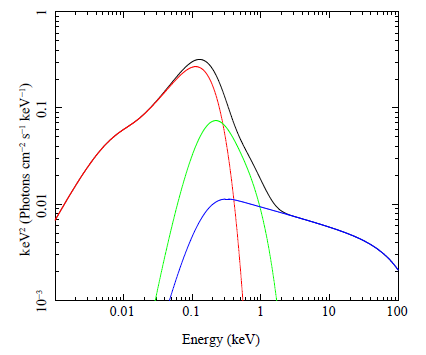 1
0.1
0.01
10⁻³
keV² (Photons cm⁻² s⁻¹ keV⁻¹)
0.01 0.1 1 10 100
Energy (keV)